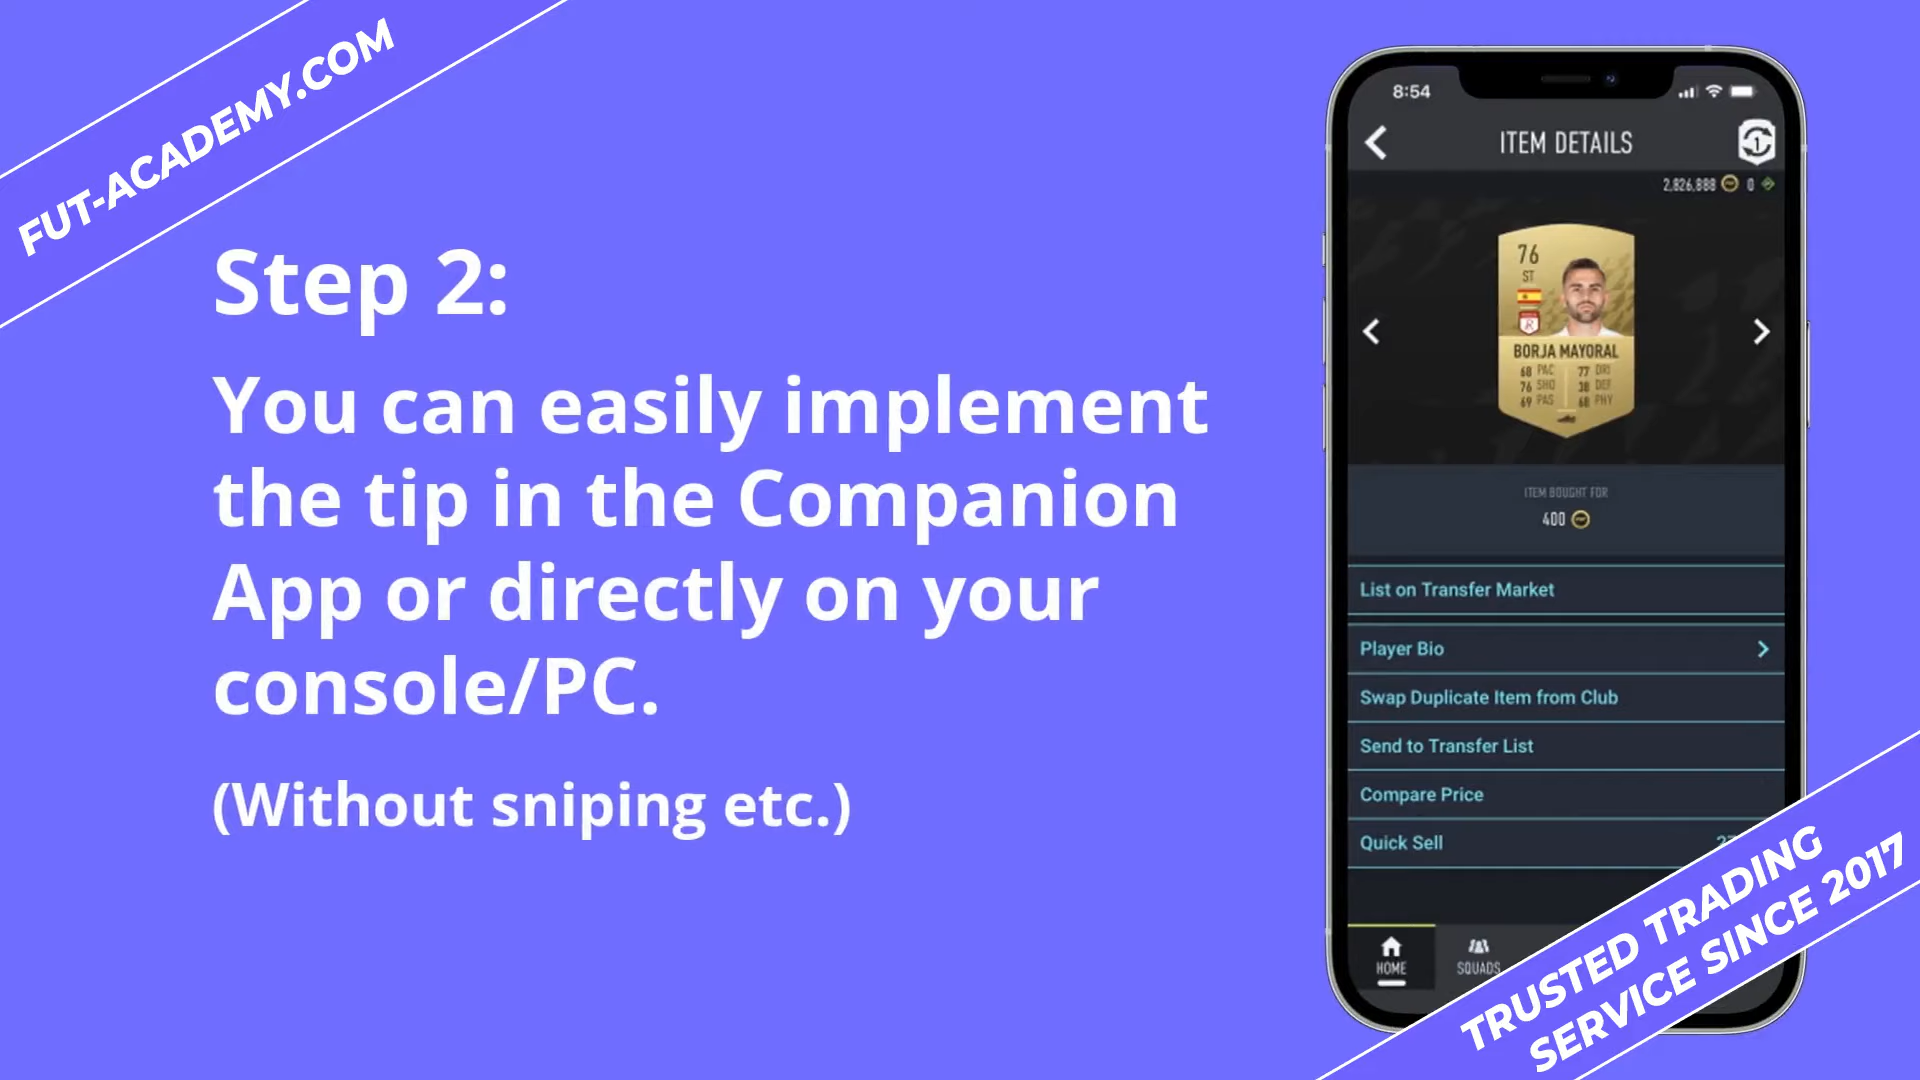 FUT-ACADEMY.COM
Step 2:
You can easily implement
the tip in the Companion
App or directly on your
console/PC.
(Without sniping etc.)
8:54
ITEM DETAILS
1
2,826,888 0
76
ST
BORJA MAYORAL
68 PAC 77 DRI
76 SHO 38 DEF
69 PAS 68 PHY
ITEM BOUGHT FOR
400
List on Transfer Market
Player Bio
Swap Duplicate Item from Club
Send to Transfer List
Compare Price
Quick Sell
HOME
SQUADS
TRUSTED TRADING
SERVICE SINCE 2017